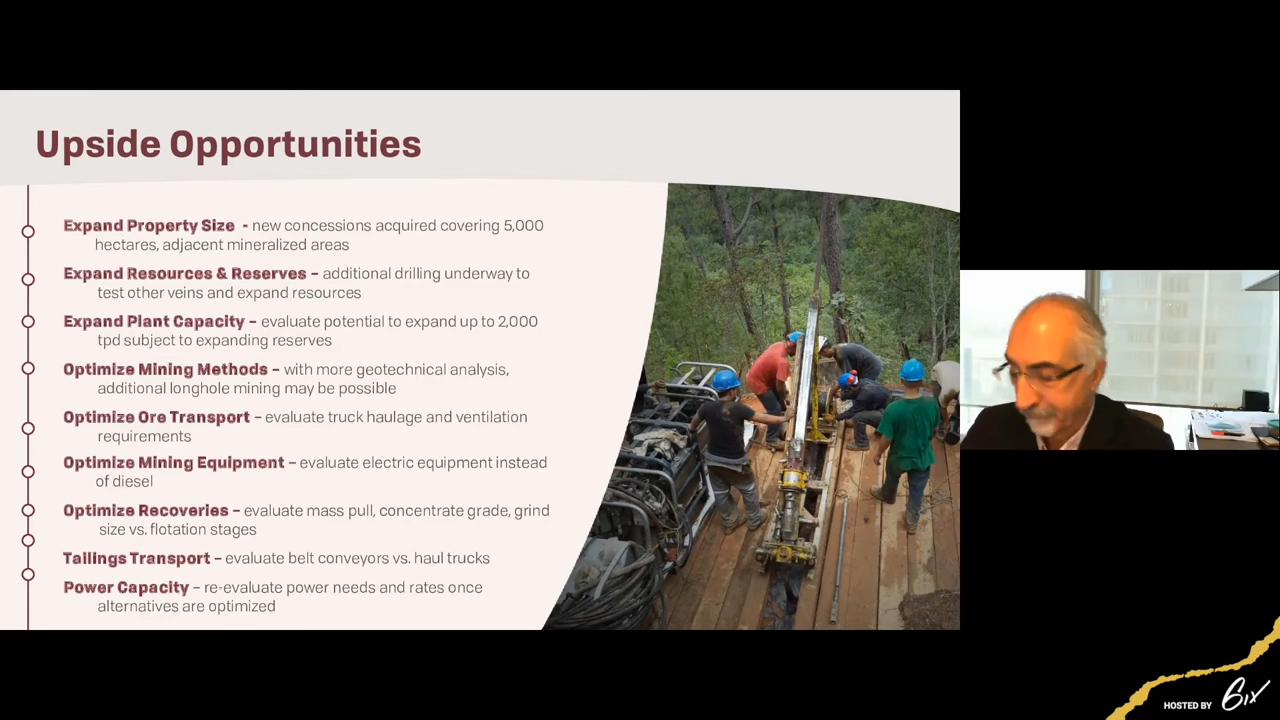 Upside Opportunities
Expand Property Size - new concessions acquired covering 5,000
hectares, adjacent mineralized areas
Expand Resources & Reserves – additional drilling underway to
test other veins and expand resources
Expand Plant Capacity – evaluate potential to expand up to 2,000
tpd subject to expanding reserves
Optimize Mining Methods – with more geotechnical analysis,
additional longhole mining may be possible
Optimize Ore Transport – evaluate truck haulage and ventilation
requirements
Optimize Mining Equipment – evaluate electric equipment instead
of diesel
Optimize Recoveries – evaluate mass pull, concentrate grade, grind
size vs. flotation stages
Tailings Transport – evaluate belt conveyors vs. haul trucks
Power Capacity – re-evaluate power needs and rates once
alternatives are optimized
HOSTED BY 6ix